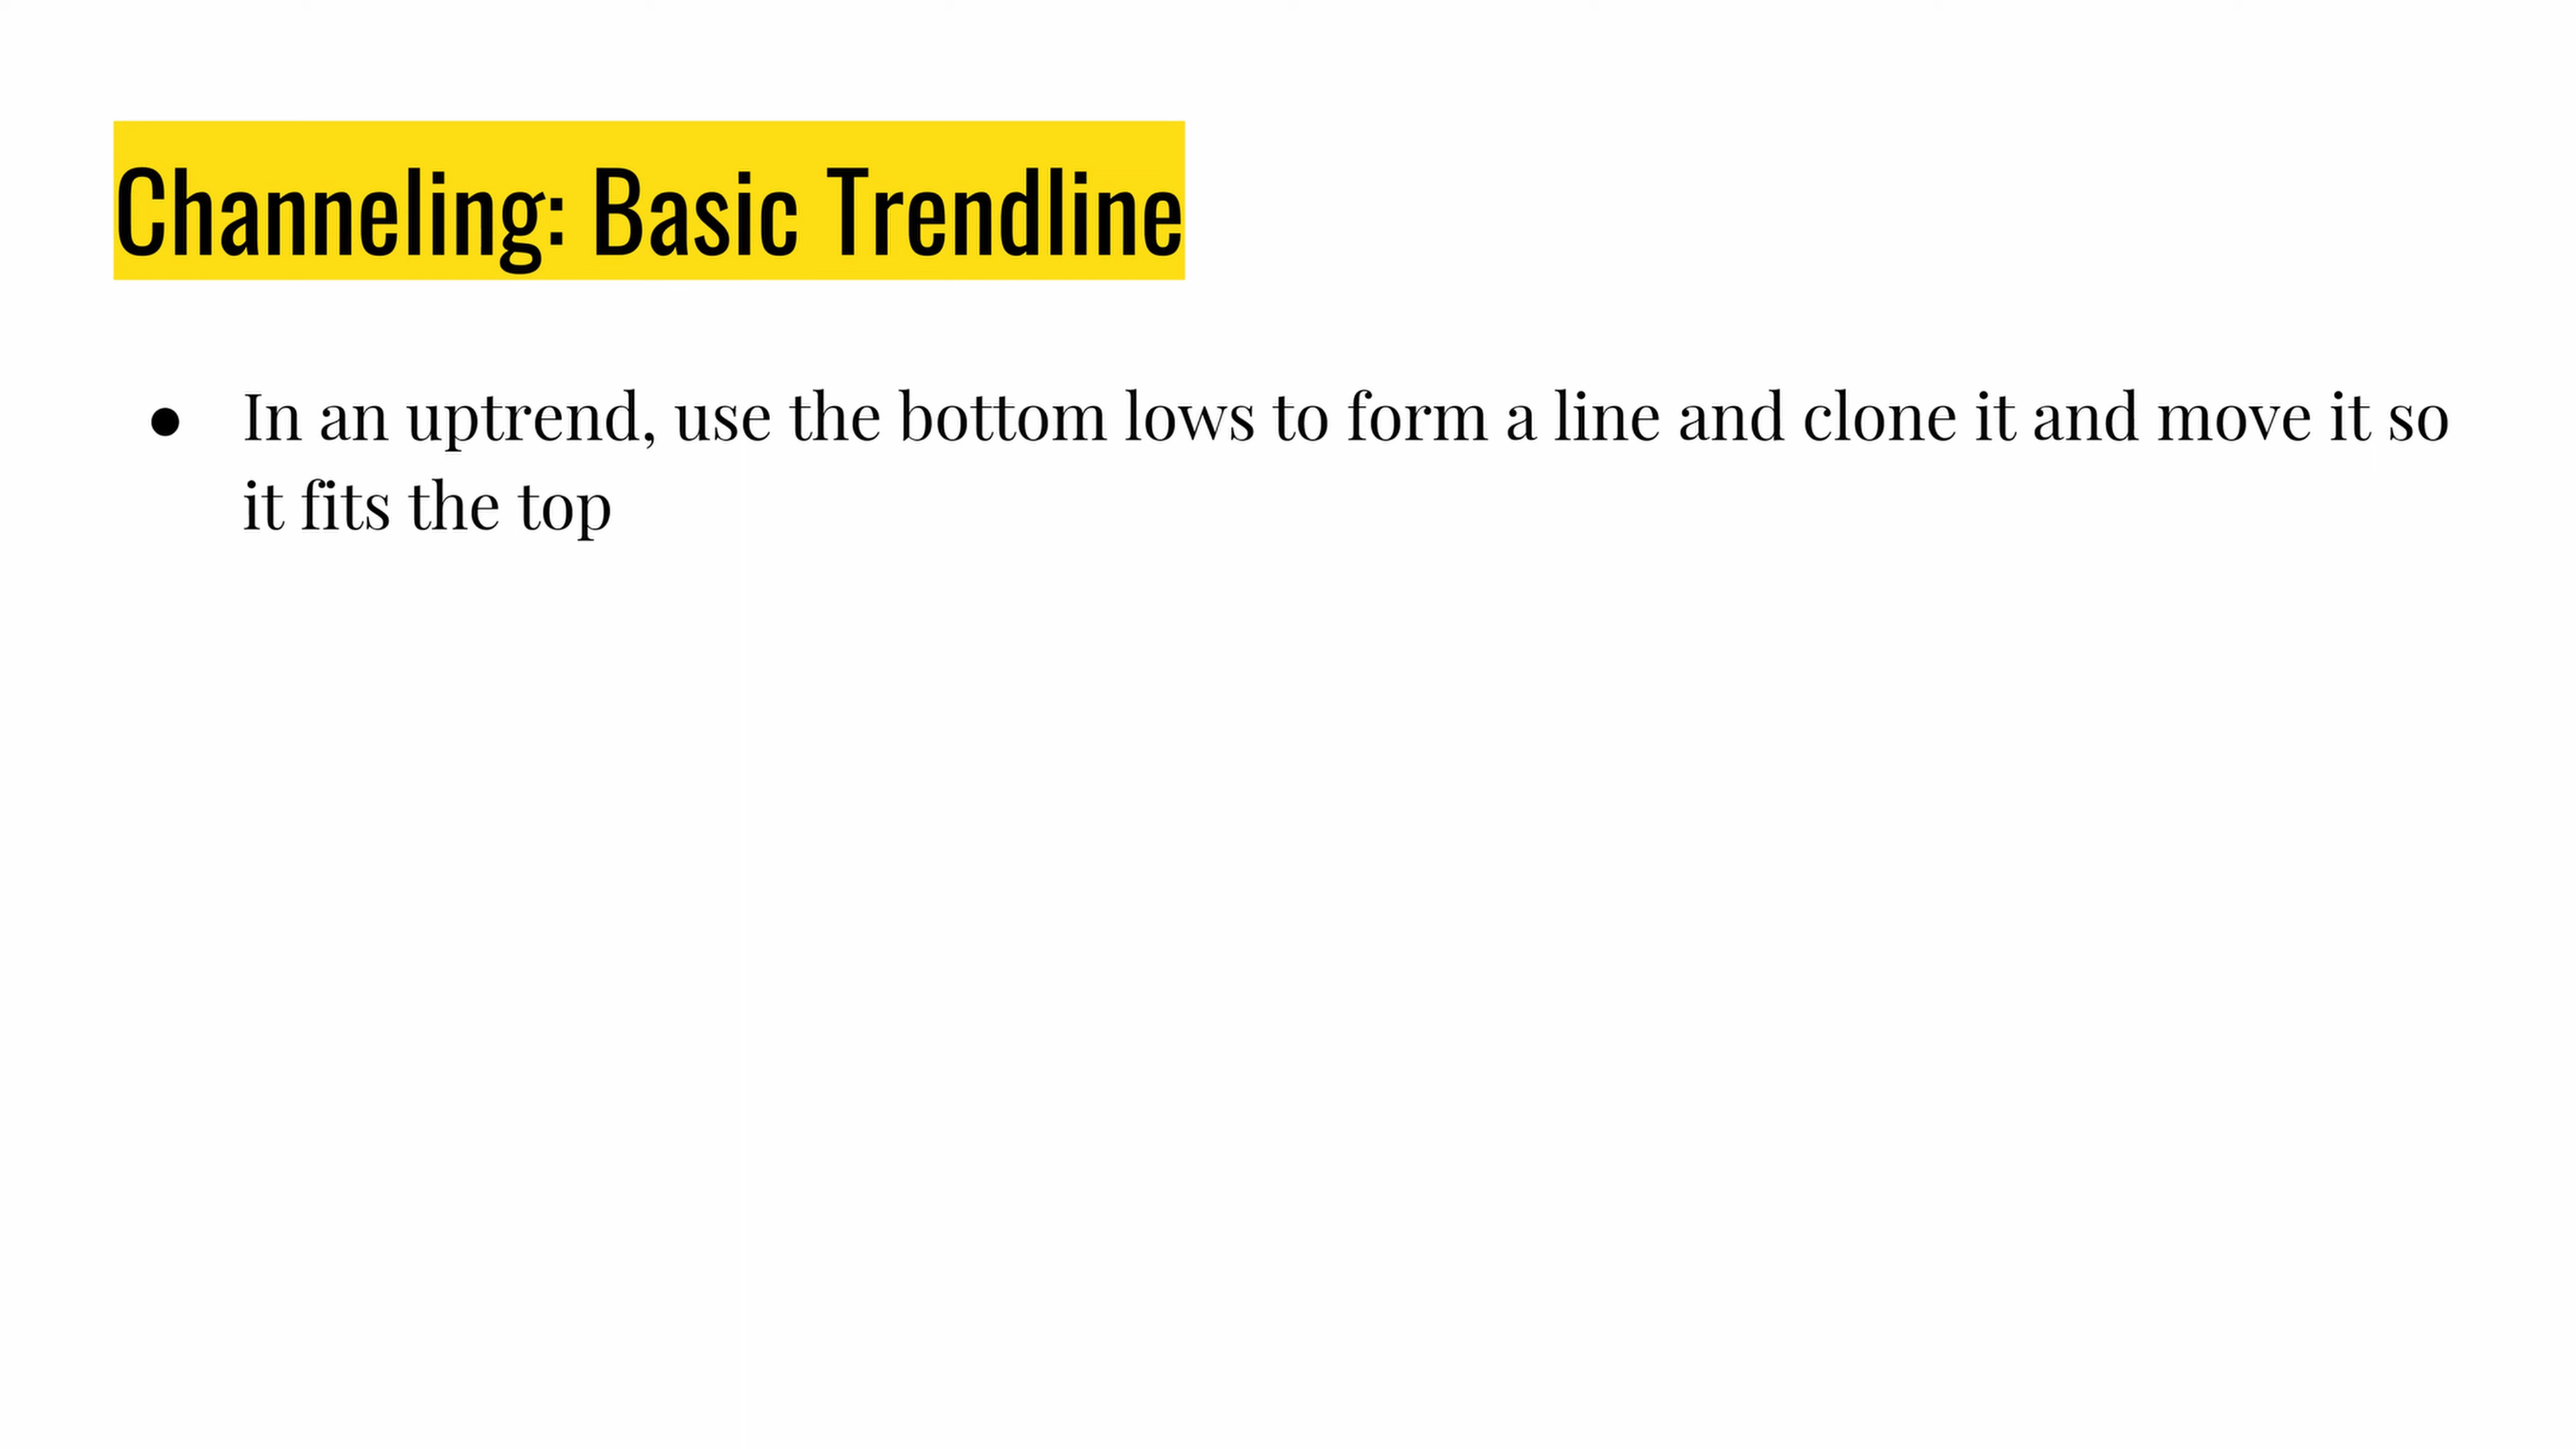 Channeling: Basic Trendline
● In an uptrend, use the bottom lows to form a line and clone it and move it so
it fits the top